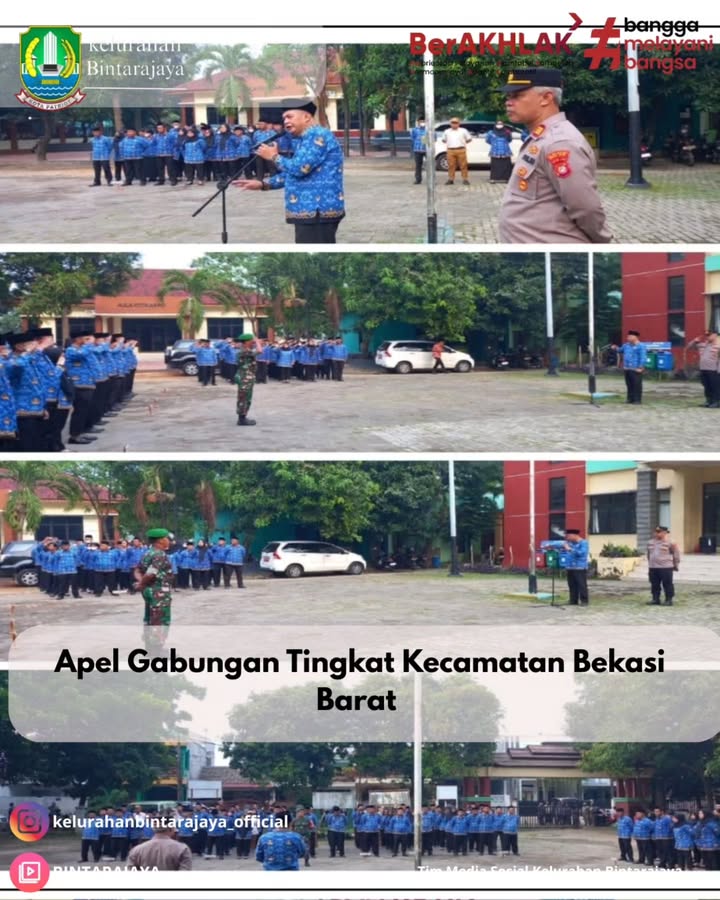 kelurahan
Bintarajaya
KOTA PATRIOT
BerAKHLAK
#bangga
melayani
bangsa
Apel Gabungan Tingkat Kecamatan Bekasi
Barat
kelurahanbintarajaya_official
BINTARAJAYA
Tim Media Sosial Kelurahan Bintarajaya